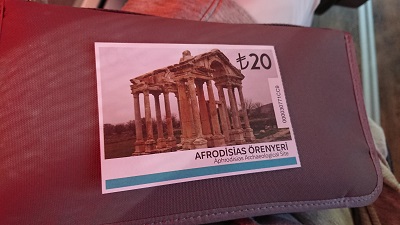 ₺20
AFRODİSİAS ÖRENYERİ
Aphrodisias Archaeological Site